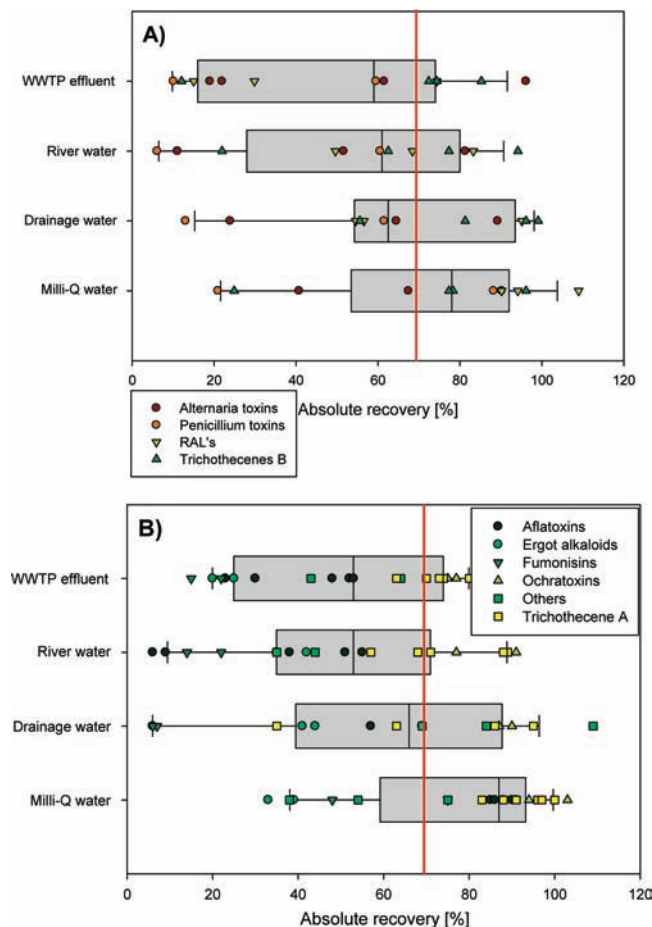 A)
WWTP effluent
River water
Drainage water
Milli-Q water
0 20 40 60 80 100 120
Absolute recovery [%]
Alternaria toxins
Penicillium toxins
RAL's
Trichothecenes B
B)
Aflatoxins
Ergot alkaloids
Fumonisins
Ochratoxins
Others
Trichothecene A
WWTP effluent
River water
Drainage water
Milli-Q water
0 20 40 60 80 100 120
Absolute recovery [%]